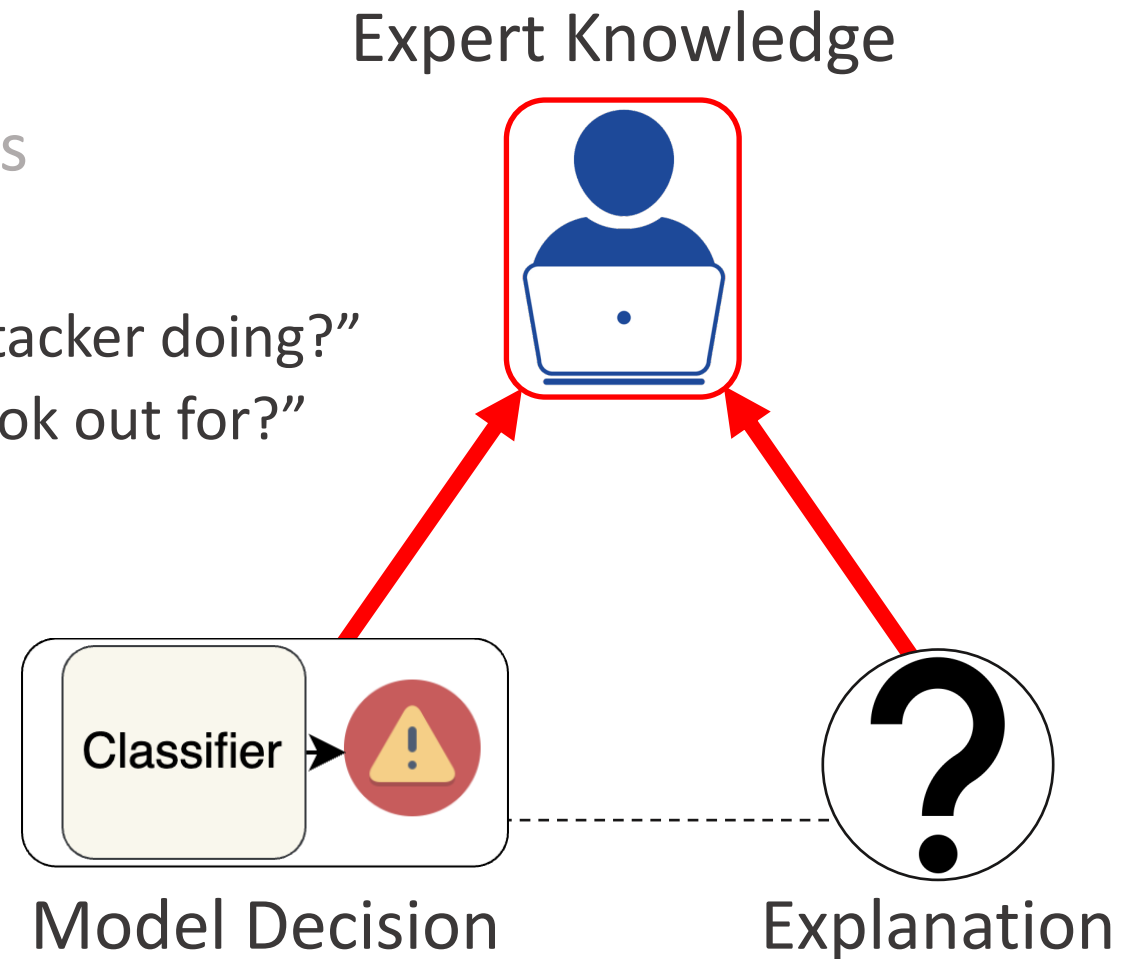 Expert Knowledge
s
tacker doing?”
ok out for?”
Classifier
Model Decision
Explanation